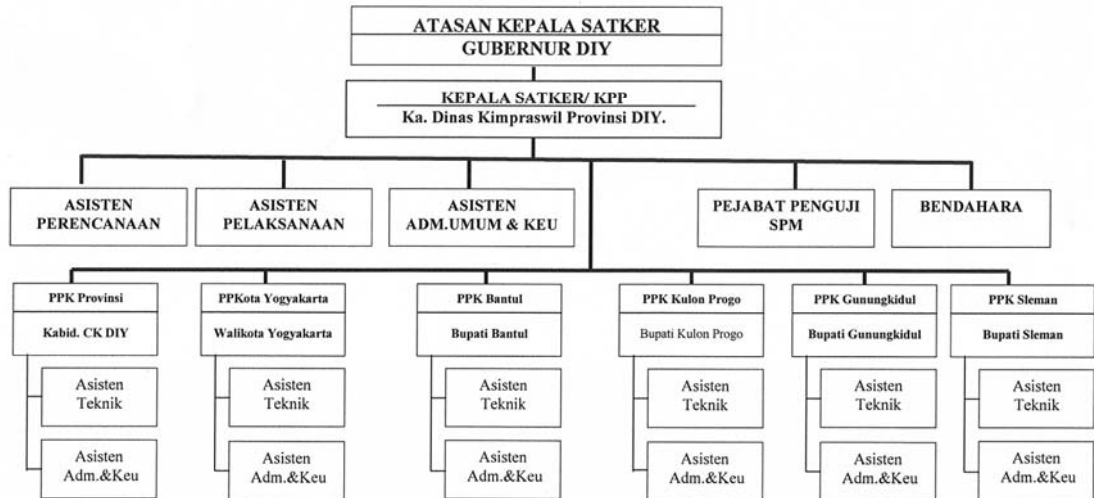 ATASAN KEPALA SATKER
GUBERNUR DIY
KEPALA SATKER/ KPP
Ka. Dinas Kimpraswil Provinsi DIY.
ASISTEN
PERENCANAAN
ASISTEN
PELAKSANAAN
ASISTEN
ADM.UMUM & KEU
PEJABAT PENGUJI
SPM
BENDAHARA
PPK Provinsi
Kabid. CK DIY
PPKota Yogyakarta
Walikota Yogyakarta
PPK Bantul
Bupati Bantul
PPK Kulon Progo
Bupati Kulon Progo
PPK Gunungkidul
Bupati Gunungkidul
PPK Sleman
Bupati Sleman
Asisten
Teknik
Asisten
Teknik
Asisten
Teknik
Asisten
Teknik
Asisten
Teknik
Asisten
Teknik
Asisten
Adm.&Keu
Asisten
Adm.&Keu
Asisten
Adm.&Keu
Asisten
Adm.&Keu
Asisten
Adm.&Keu
Asisten
Adm.&Keu